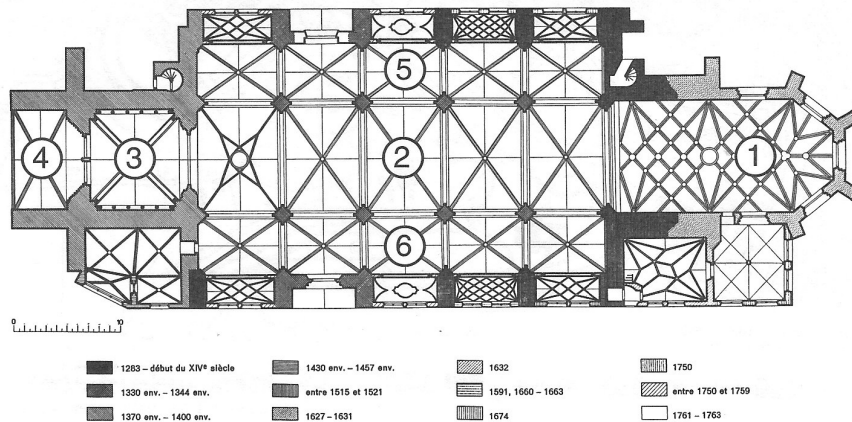 5
4
3
2
1
6
0 10
1283 – début du XIVe siècle
1330 env. – 1344 env.
1370 env. – 1400 env.
1430 env. – 1457 env.
entre 1515 et 1521
1627 – 1631
1632
1591, 1660 – 1663
1674
1750
entre 1750 et 1759
1761 – 1763